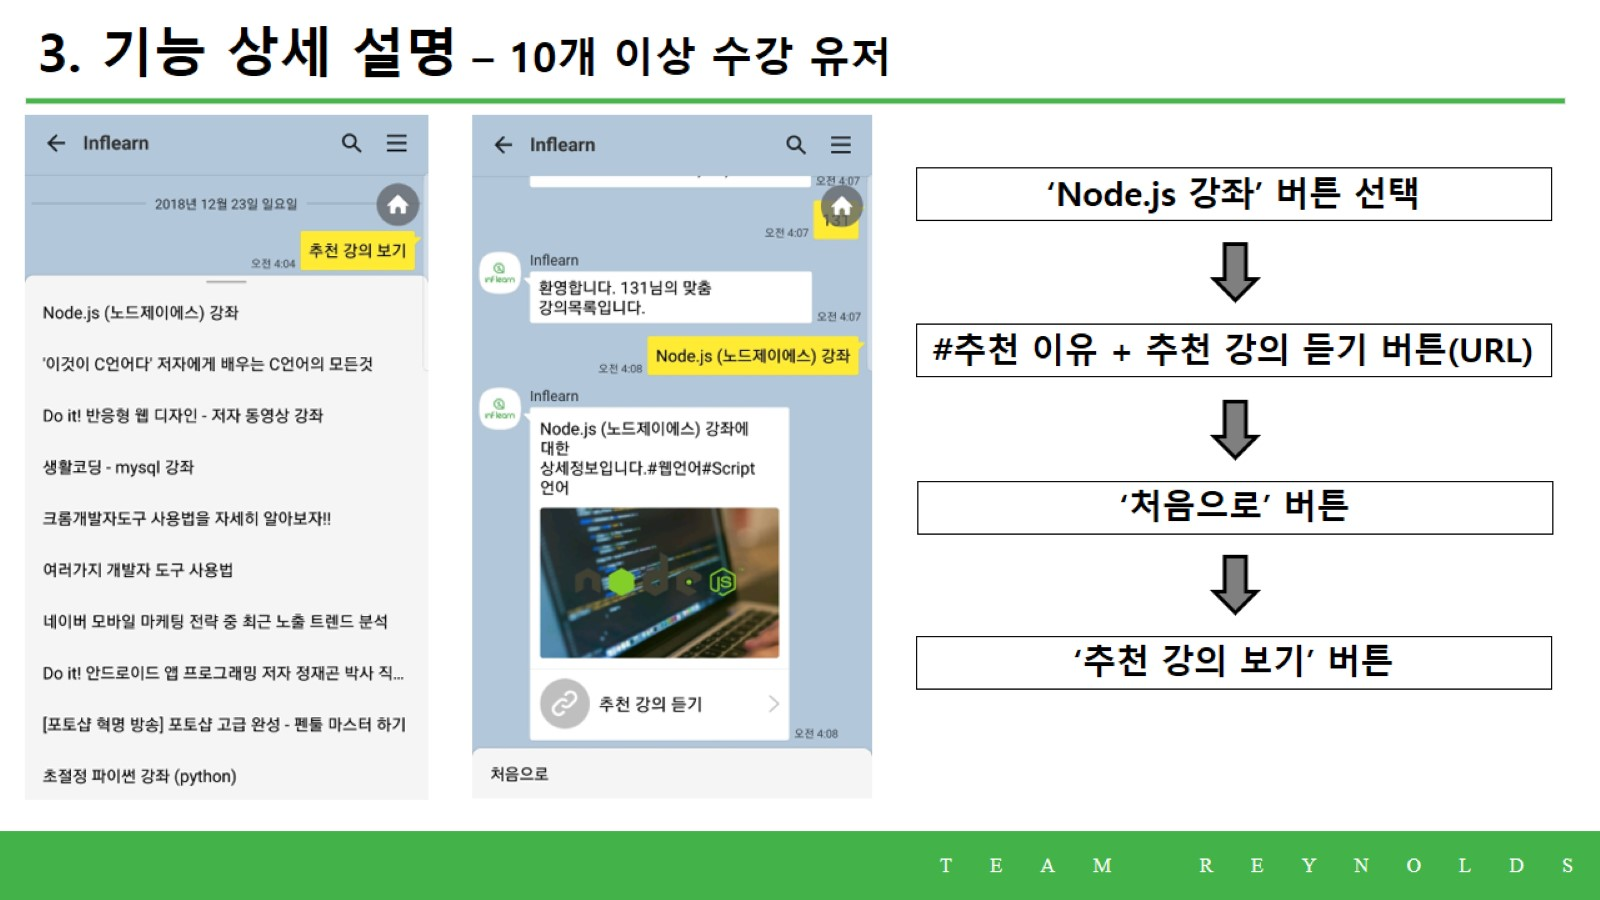 3. 기능 상세 설명 – 10개 이상 수강 유저
Inflearn
2018년 12월 23일 일요일
추천 강의 보기
오전 4:04
Node.js (노드제이에스) 강좌
'이것이 C언어다' 저자에게 배우는 C언어의 모든것
Do it! 반응형 웹 디자인 - 저자 동영상 강좌
생활코딩 - mysql 강좌
크롬개발자도구 사용법을 자세히 알아보자!!
여러가지 개발자 도구 사용법
네이버 모바일 마케팅 전략 중 최근 노출 트렌드 분석
Do it! 안드로이드 앱 프로그래밍 저자 정재곤 박사 직...
[포토샵 혁명 방송] 포토샵 고급 완성 - 펜툴 마스터 하기
초절정 파이썬 강좌 (python)
Inflearn
오전 4:07
131
오전 4:07
Inflearn
inflearn
환영합니다. 131님의 맞춤
강의목록입니다.
오전 4:07
Node.js (노드제이에스) 강좌
오전 4:08
Inflearn
inflearn
Node.js (노드제이에스) 강좌에
대한
상세정보입니다.#웹언어#Script
언어
node JS
추천 강의 듣기
오전 4:08
처음으로
‘Node.js 강좌’ 버튼 선택
#추천 이유 + 추천 강의 듣기 버튼(URL)
‘처음으로’ 버튼
‘추천 강의 보기’ 버튼
TEAM REYNOLDS